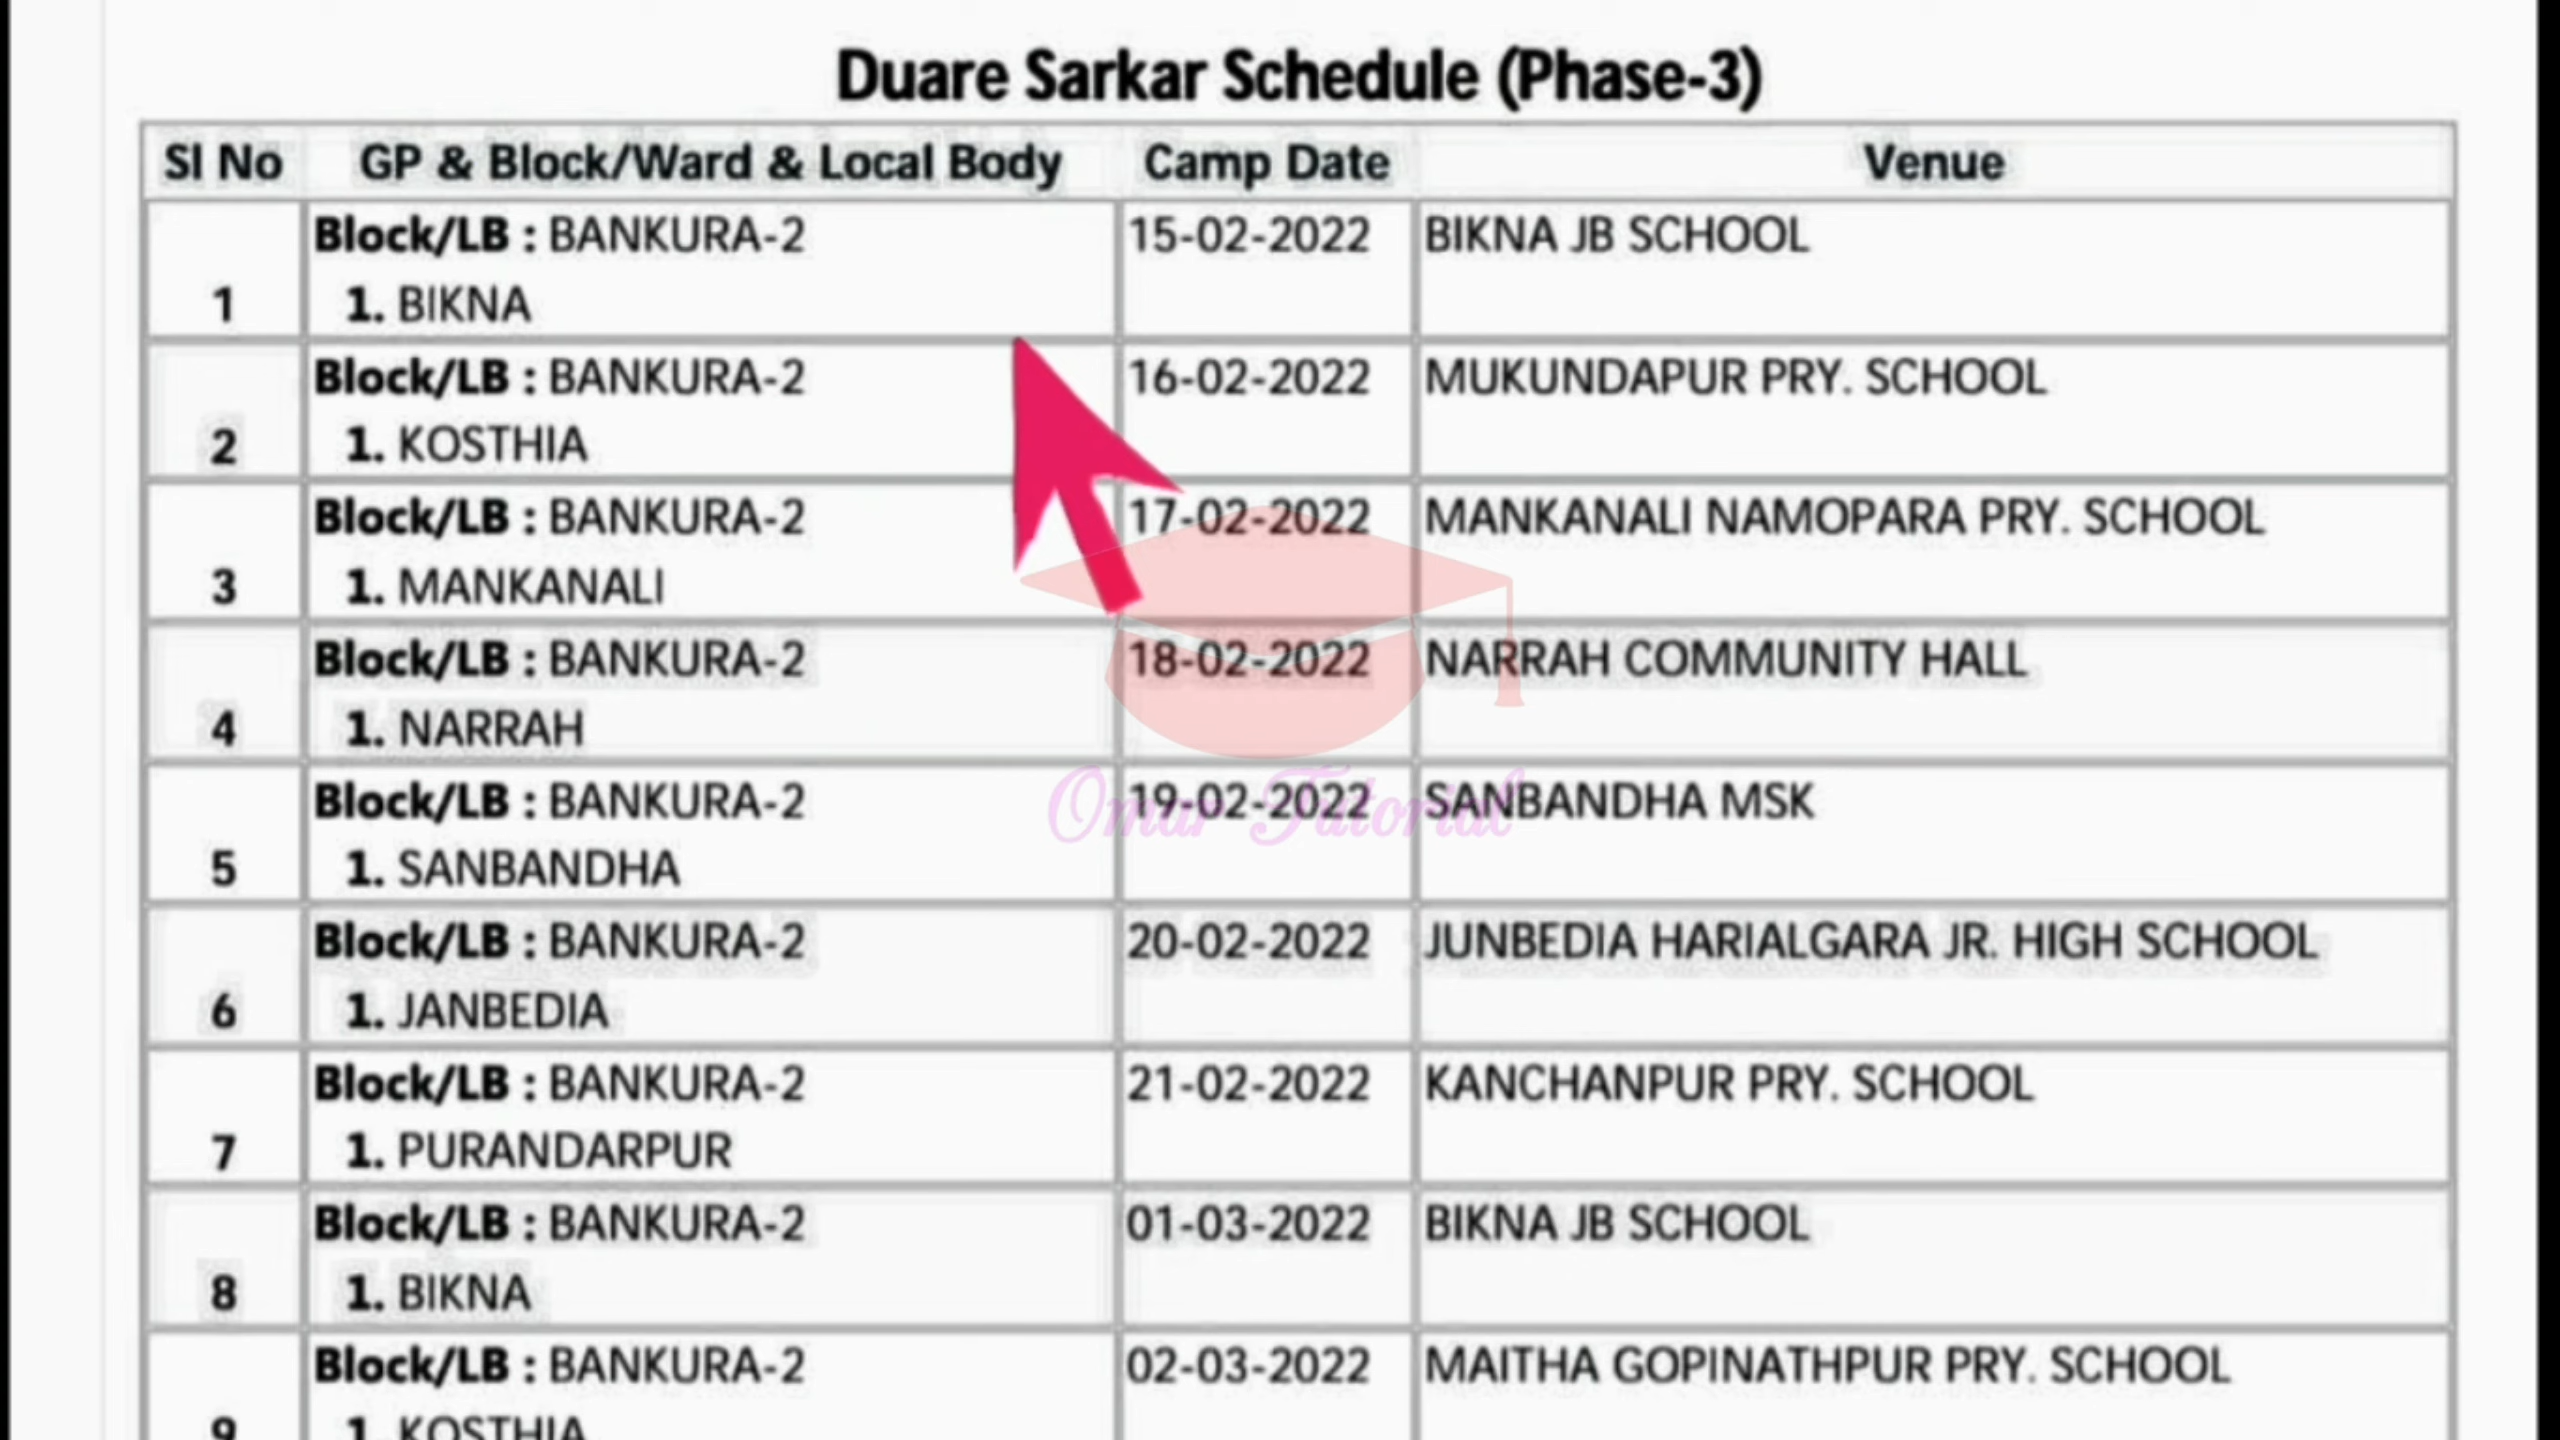 Duare Sarkar Schedule (Phase-3)
Sl No GP & Block/Ward & Local Body Camp Date Venue
Block/LB : BANKURA-2 15-02-2022 BIKNA JB SCHOOL
1 1. BIKNA
Block/LB : BANKURA-2 16-02-2022 MUKUNDAPUR PRY. SCHOOL
2 1. KOSTHIA
Block/LB : BANKURA-2 17-02-2022 MANKANALI NAMOPARA PRY. SCHOOL
3 1. MANKANALI
Block/LB : BANKURA-2 18-02-2022 NARRAH COMMUNITY HALL
4 1. NARRAH
Block/LB : BANKURA-2 19-02-2022 SANBANDHA MSK
Omar Tutorial
5 1. SANBANDHA
Block/LB : BANKURA-2 20-02-2022 JUNBEDIA HARIALGARA JR. HIGH SCHOOL
6 1. JANBEDIA
Block/LB : BANKURA-2 21-02-2022 KANCHANPUR PRY. SCHOOL
7 1. PURANDARPUR
Block/LB : BANKURA-2 01-03-2022 BIKNA JB SCHOOL
8 1. BIKNA
Block/LB : BANKURA-2 02-03-2022 MAITHA GOPINATHPUR PRY. SCHOOL
9 1. KOSTHIA